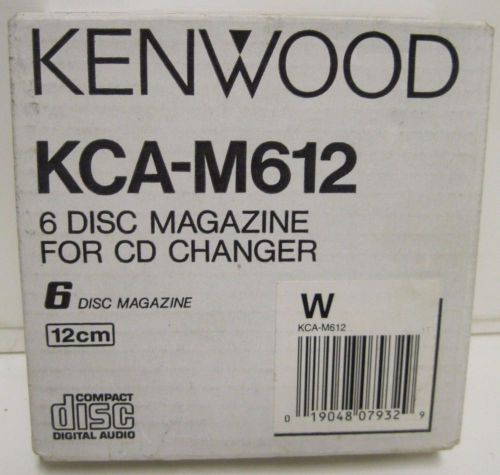 KENWOOD
KCA-M612
6 DISC MAGAZINE
FOR CD CHANGER
6 DISC MAGAZINE
12cm
COMPACT
disc
DIGITAL AUDIO
W
KCA-M612
0 19048 07932 9